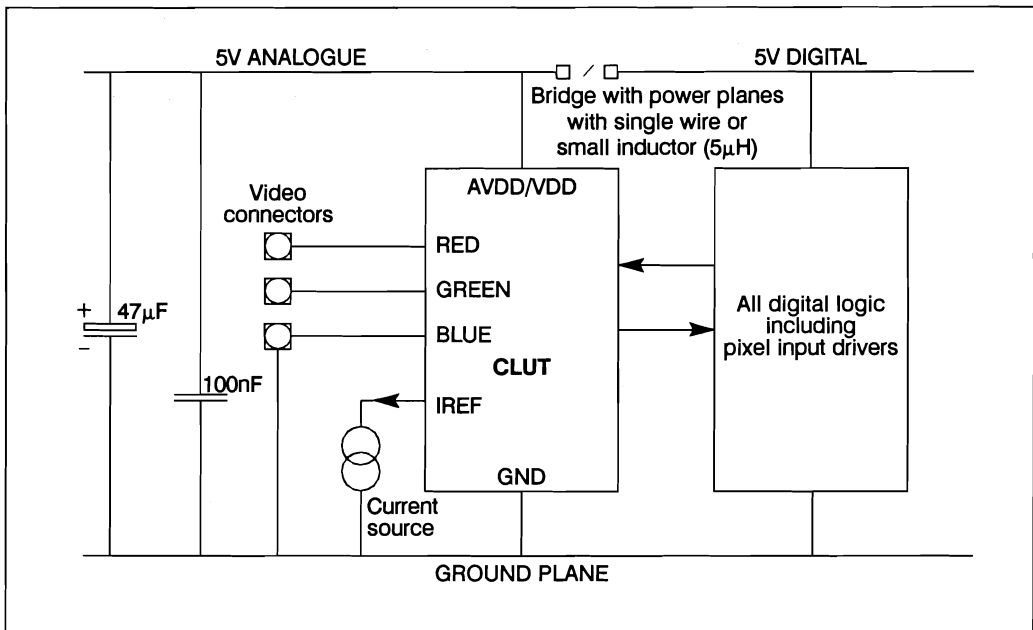 5V ANALOGUE
5V DIGITAL
Bridge with power planes
with single wire or
small inductor (5μH)
AVDD/VDD
Video
connectors
RED
GREEN
BLUE
CLUT
IREF
GND
+
47μF
−
100nF
Current
source
All digital logic
including
pixel input drivers
GROUND PLANE